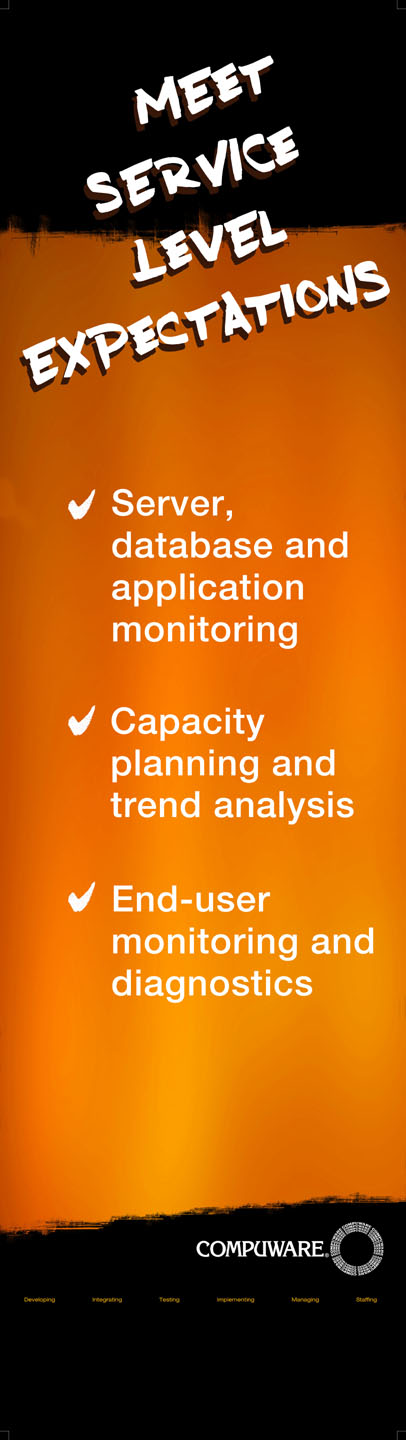 MEET
SERVICE
LEVEL
EXPECTATIONS
Server,
database and
application
monitoring
Capacity
planning and
trend analysis
End-user
monitoring and
diagnostics
COMPUWARE®
Developing Integrating Testing Implementing Managing Staffing